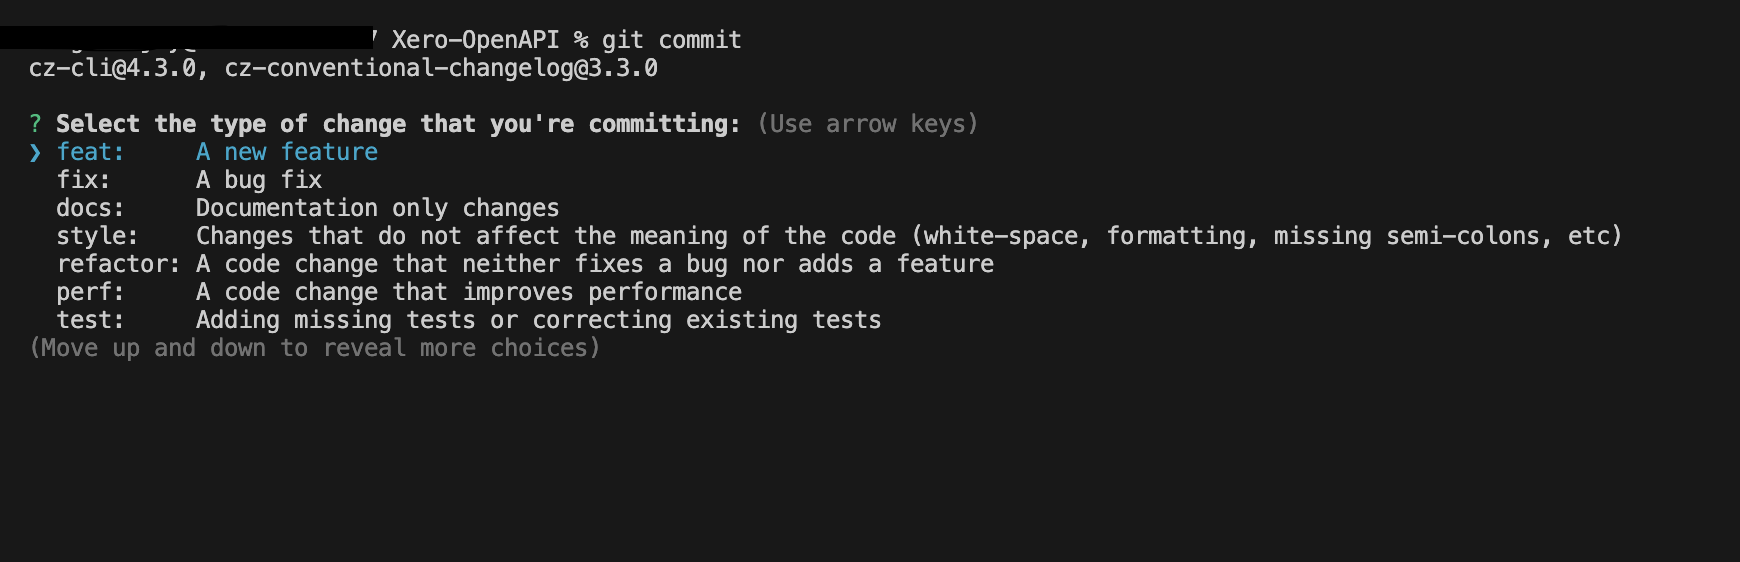 Xero-OpenAPI % git commit
cz-cli@4.3.0, cz-conventional-changelog@3.3.0
? Select the type of change that you're committing: (Use arrow keys)
❯ feat:     A new feature
  fix:      A bug fix
  docs:     Documentation only changes
  style:    Changes that do not affect the meaning of the code (white-space, formatting, missing semi-colons, etc)
  refactor: A code change that neither fixes a bug nor adds a feature
  perf:     A code change that improves performance
  test:     Adding missing tests or correcting existing tests
(Move up and down to reveal more choices)